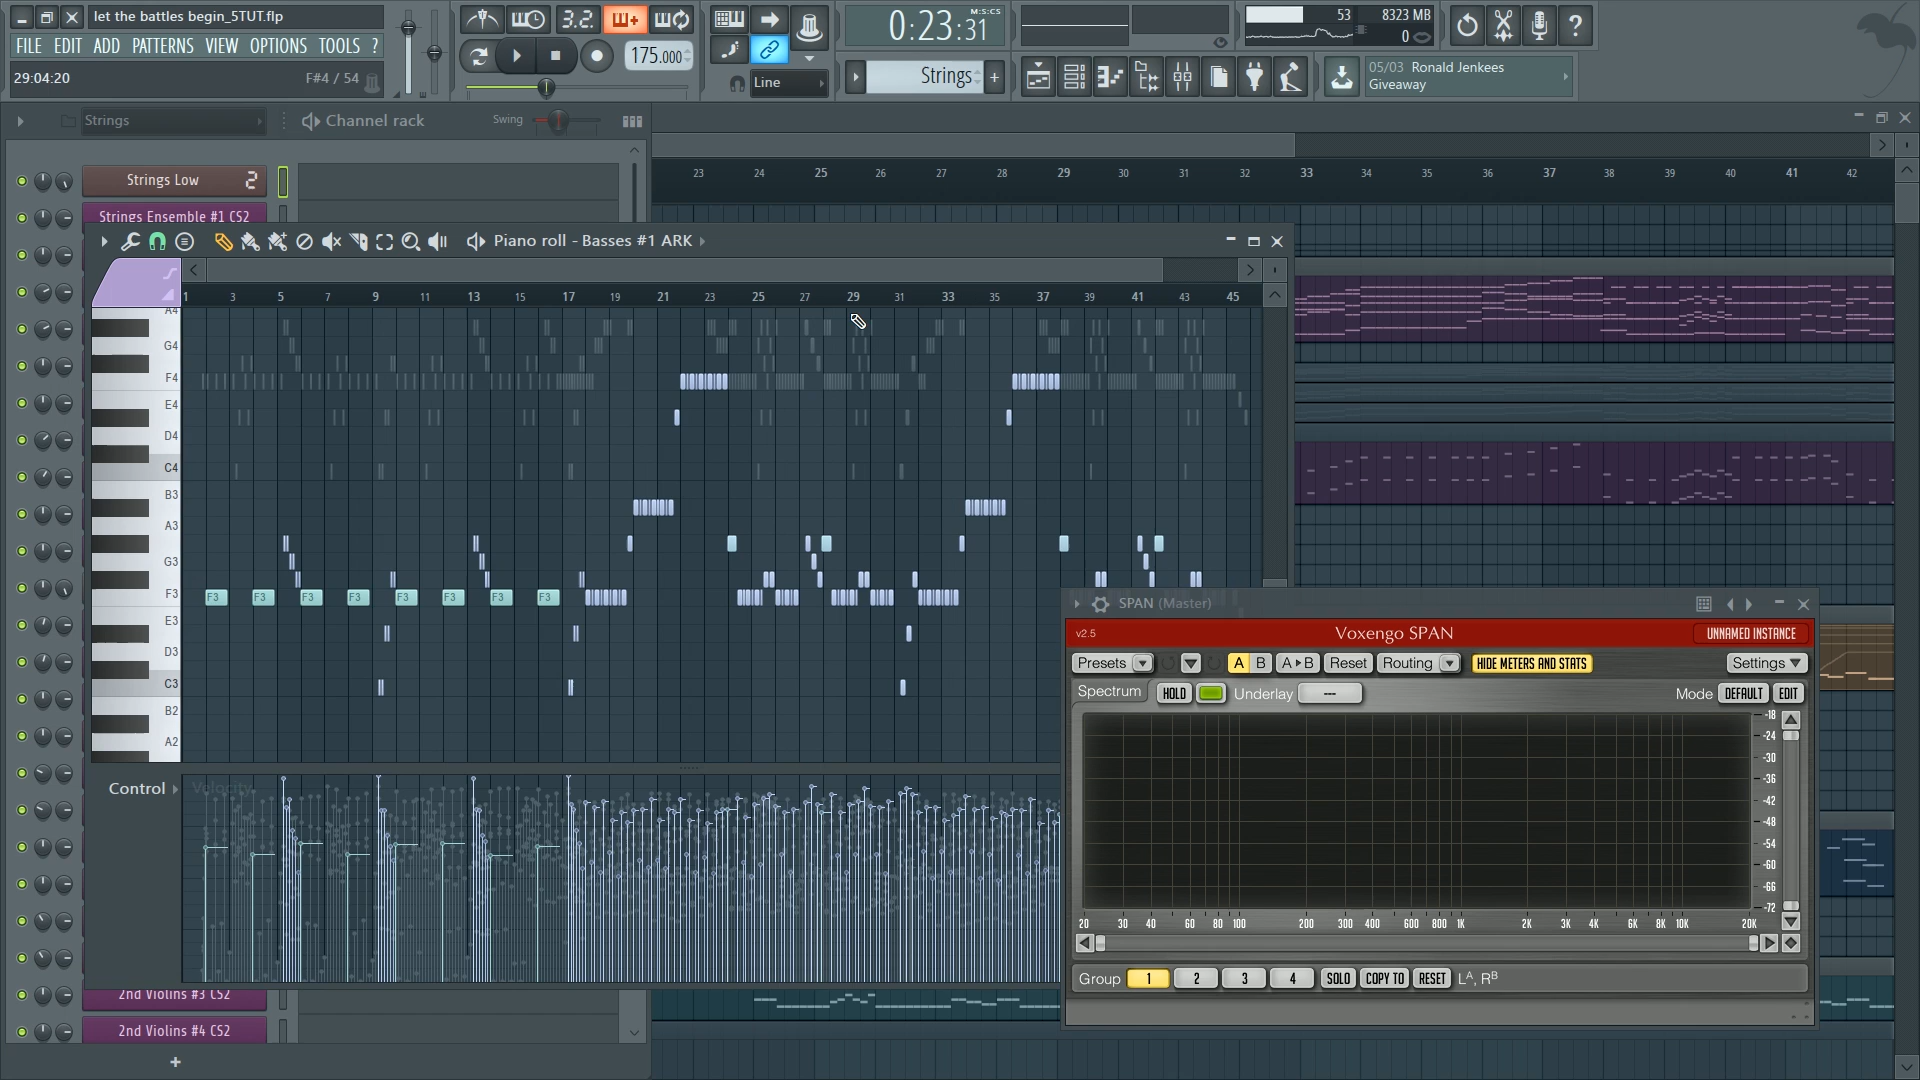 let the battles begin_5TUT.flp
FILE EDIT ADD PATTERNS VIEW OPTIONS TOOLS ?
29:04:20 F#4 / 54
3.2.
175.000
Line
0:23:31 M:S:CS
Strings
53 8323 MB
0
05/03 Ronald Jenkees
Giveaway
Strings
Channel rack
Swing
Strings Low 2
Strings Ensemble #1 CS2
23 24 25 26 27 28 29 30 31 32 33 34 35 36 37 38 39 40 41 42
Piano roll - Basses #1 ARK
1 3 5 7 9 11 13 15 17 19 21 23 25 27 29 31 33 35 37 39 41 43 45
A4
G4
F4
E4
D4
C4
B3
A3
G3
F3
F3 F3 F3 F3 F3 F3 F3 F3
E3
D3
C3
B2
A2
Control Velocity
2nd Violins #3 CS2
2nd Violins #4 CS2
+
SPAN (Master)
v2.5 Voxengo SPAN UNNAMED INSTANCE
Presets A B A▸B Reset Routing HIDE METERS AND STATS Settings
Spectrum HOLD Underlay --- Mode DEFAULT EDIT
-18
-24
-30
-36
-42
-48
-54
-60
-66
-72
20 30 40 60 80 100 200 300 400 600 800 1K 2K 3K 4K 6K 8K 10K 20K
Group 1 2 3 4 SOLO COPY TO RESET Lᴬ, Rᴮ